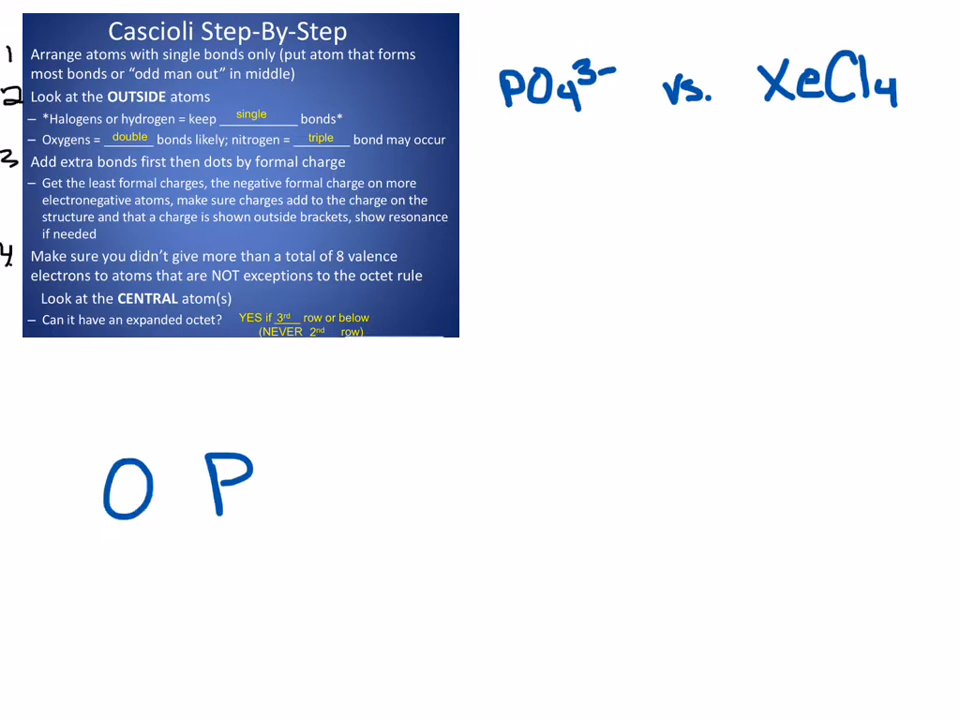 Cascioli Step-By-Step
1 Arrange atoms with single bonds only (put atom that forms
most bonds or “odd man out” in middle)
2 Look at the OUTSIDE atoms
– *Halogens or hydrogen = keep single bonds*
– Oxygens = double bonds likely; nitrogen = triple bond may occur
3 Add extra bonds first then dots by formal charge
– Get the least formal charges, the negative formal charge on more
electronegative atoms, make sure charges add to the charge on the
structure and that a charge is shown outside brackets, show resonance
if needed
4 Make sure you didn’t give more than a total of 8 valence
electrons to atoms that are NOT exceptions to the octet rule
Look at the CENTRAL atom(s)
– Can it have an expanded octet? YES if 3rd row or below
(NEVER 2nd row)
PO₄³⁻ vs. XeCl₄
O P